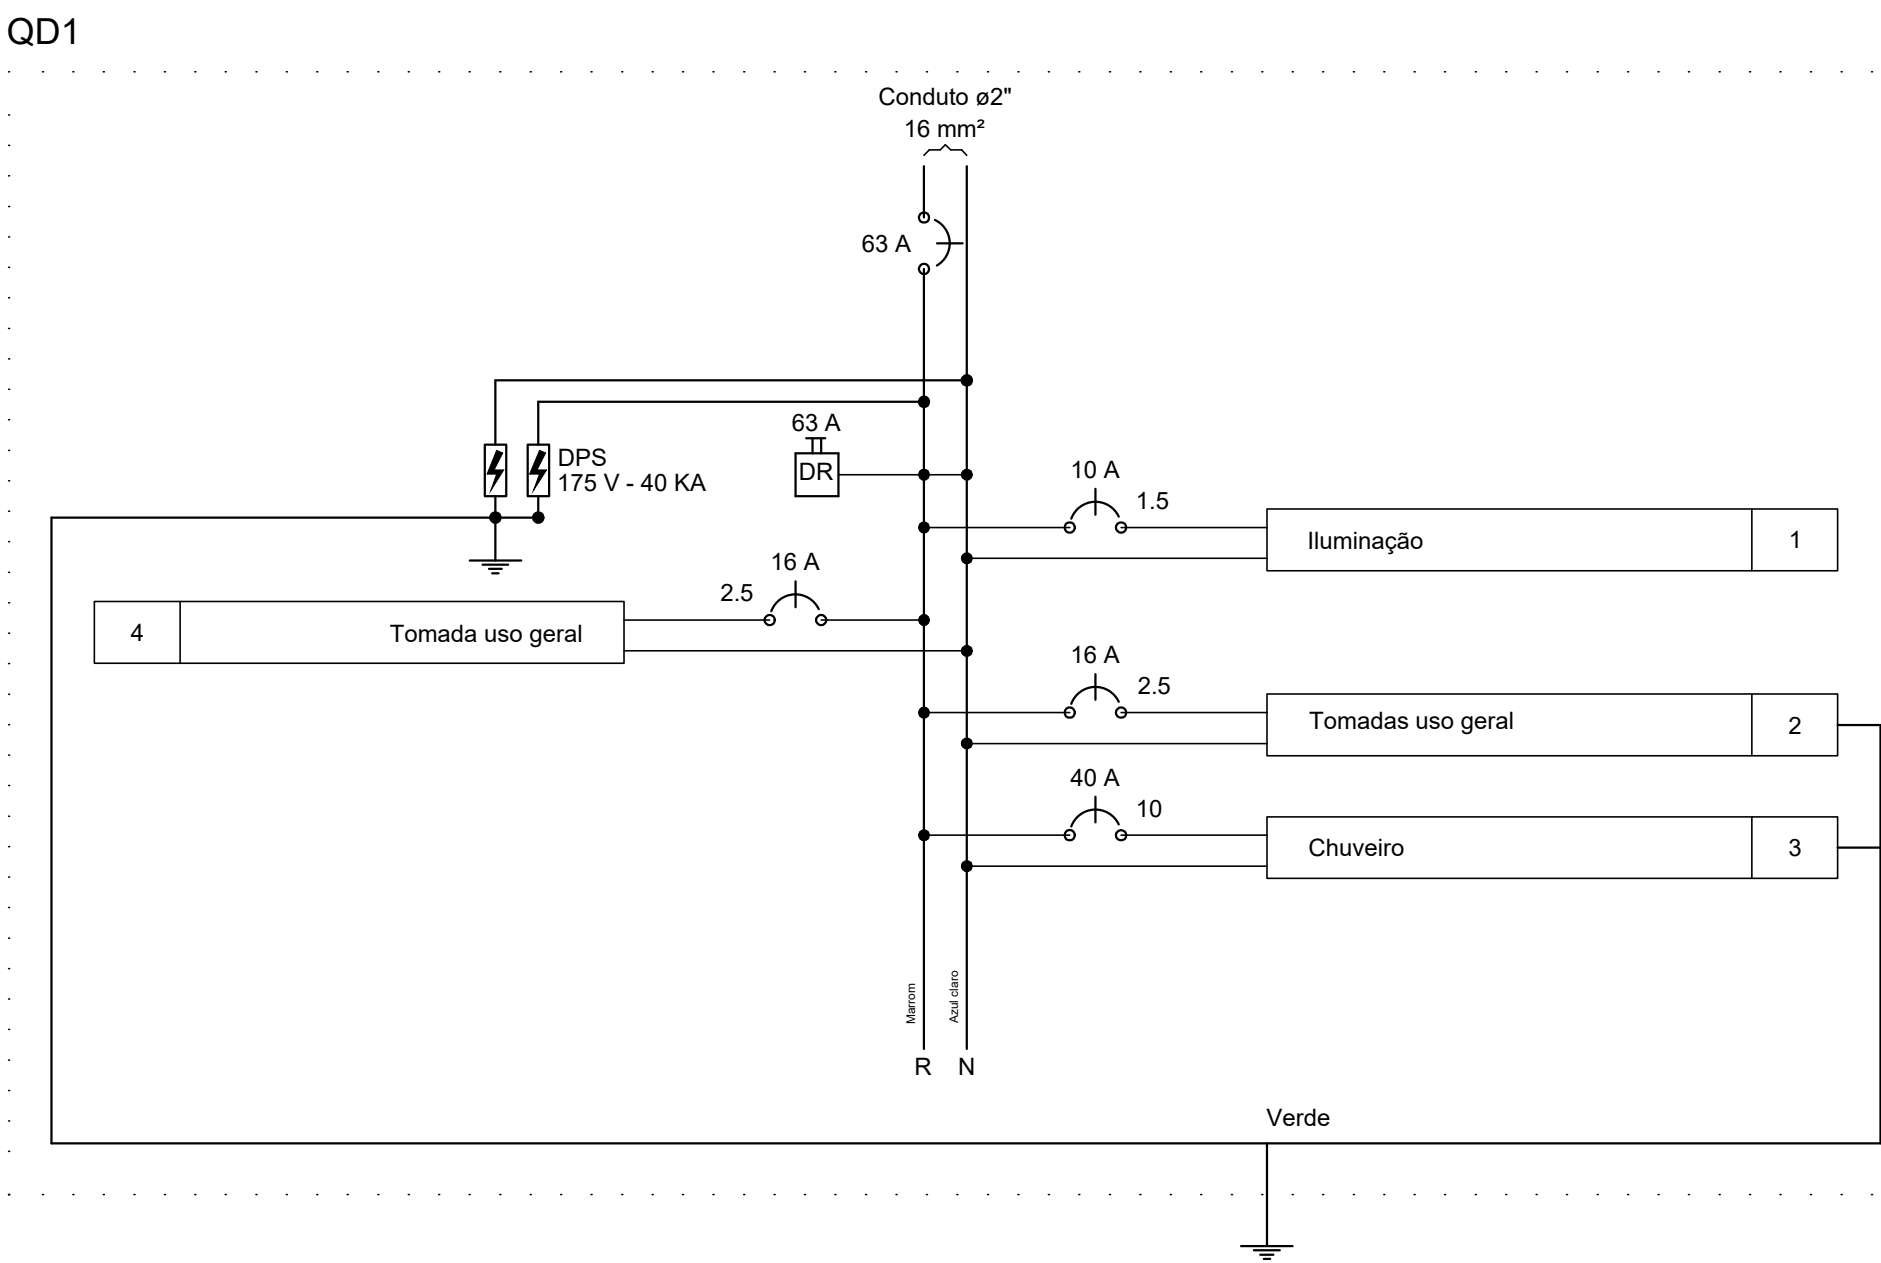 QD1
Conduto ø2"
16 mm²
63 A
63 A
DR
DPS
175 V - 40 KA
10 A
1.5
Iluminação
1
16 A
2.5
4
Tomada uso geral
16 A
2.5
Tomadas uso geral
2
40 A
10
Chuveiro
3
Marrom
Azul claro
R
N
Verde